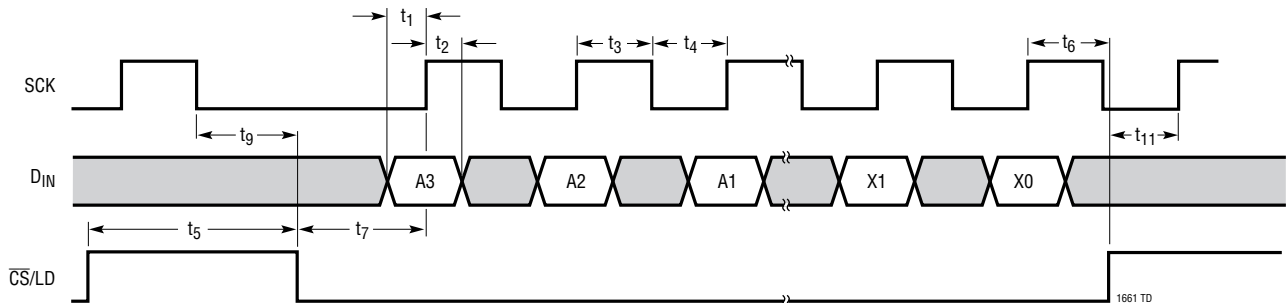 t1
t2
t3
t4
t6
SCK
t9
t11
DIN
A3
A2
A1
X1
X0
t5
t7
CS/LD
1661 TD